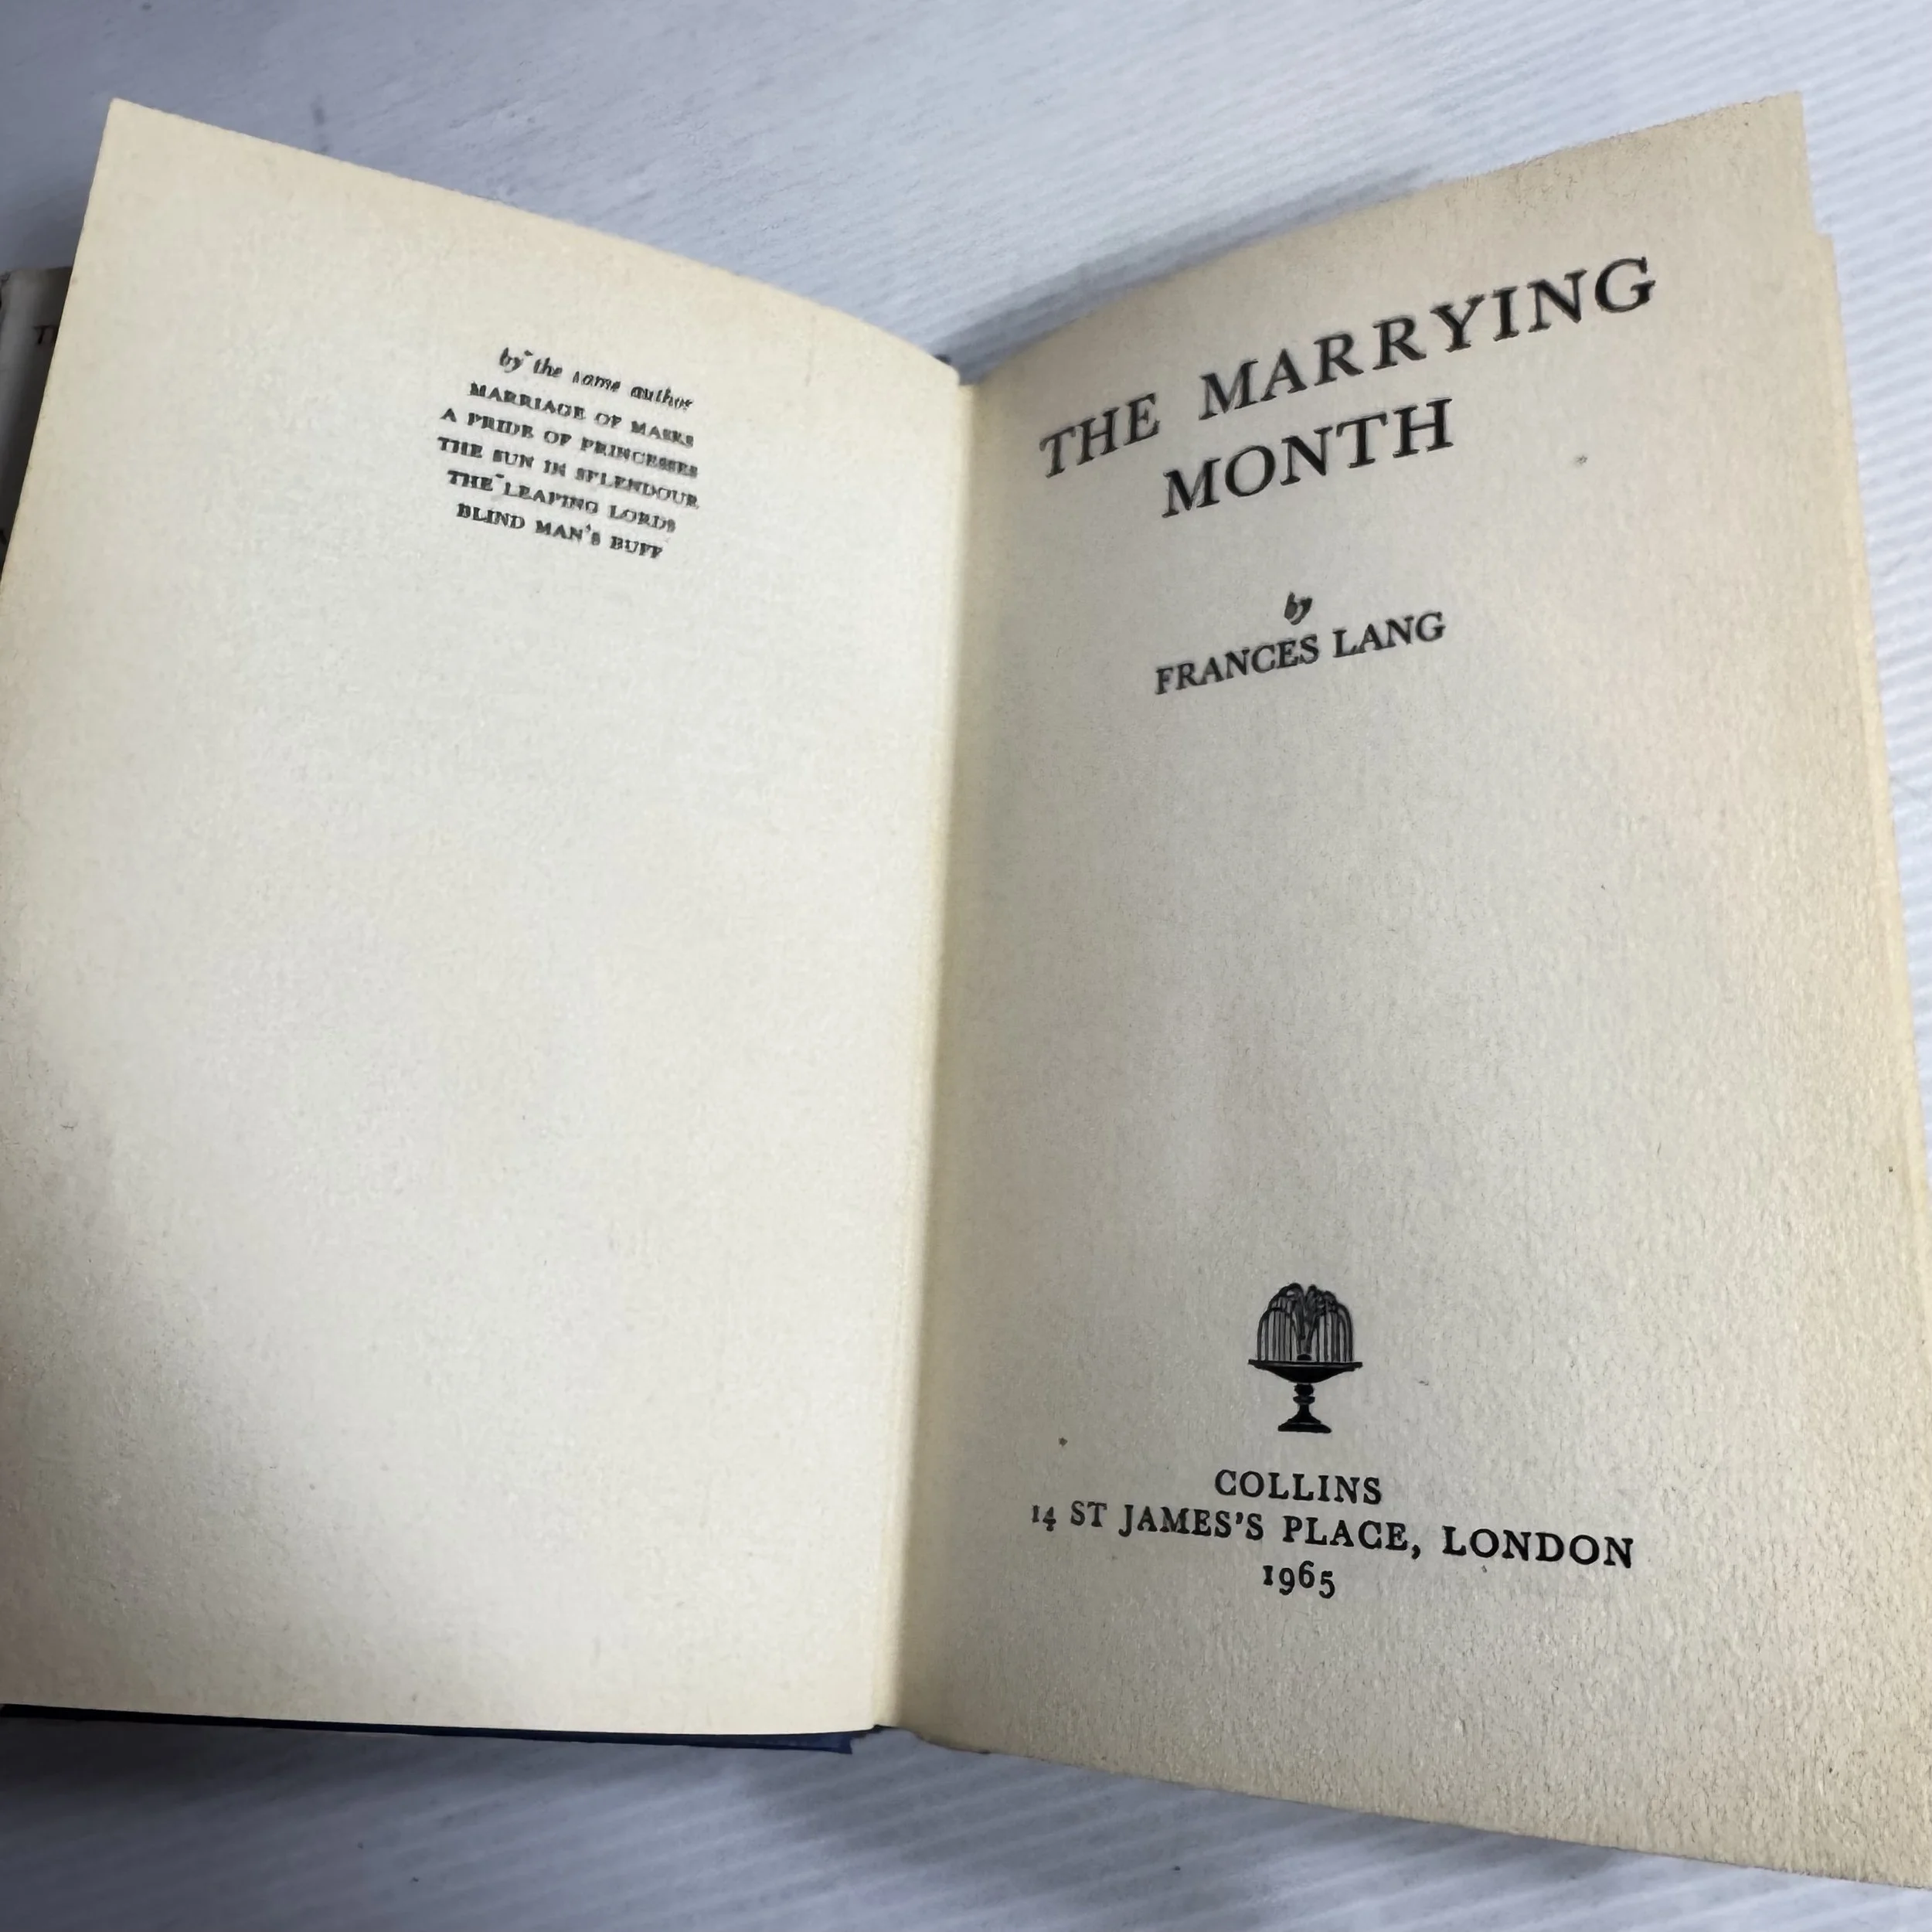 by the same author
MARRIAGE OF MASKS
A PRIDE OF PRINCESSES
THE SUN IN SPLENDOUR
THE LEAPING LORDS
BLIND MAN'S BUFF
THE MARRYING
MONTH
by
FRANCES LANG
COLLINS
14 ST JAMES'S PLACE, LONDON
1965